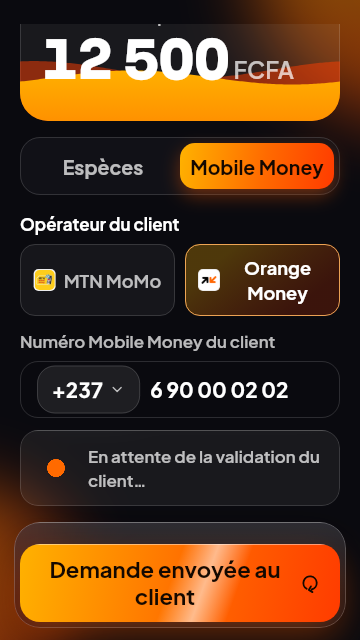 12 500 FCFA
Espèces
Mobile Money
Opérateur du client
MTN MoMo
Orange
Money
Numéro Mobile Money du client
+237
6 90 00 02 02
En attente de la validation du
client…
Demande envoyée au
client